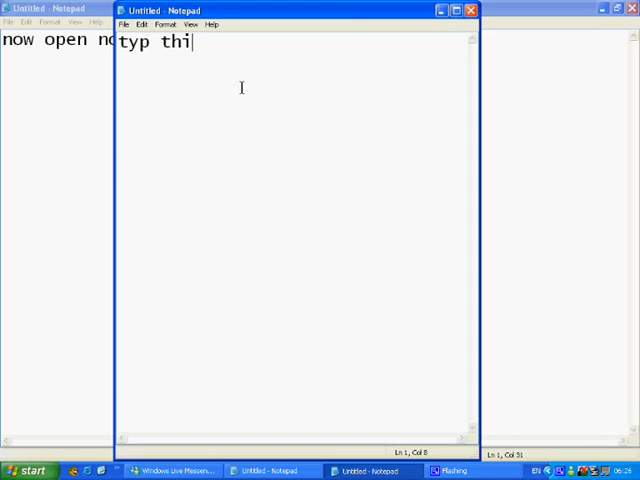 Untitled - Notepad
File Edit Format View Help
now open no
Untitled - Notepad
File Edit Format View Help
typ thi
Ln 1, Col 8
Ln 1, Col 31
start
Windows Live Messen...
Untitled - Notepad
Untitled - Notepad
Flashing
EN
06:26